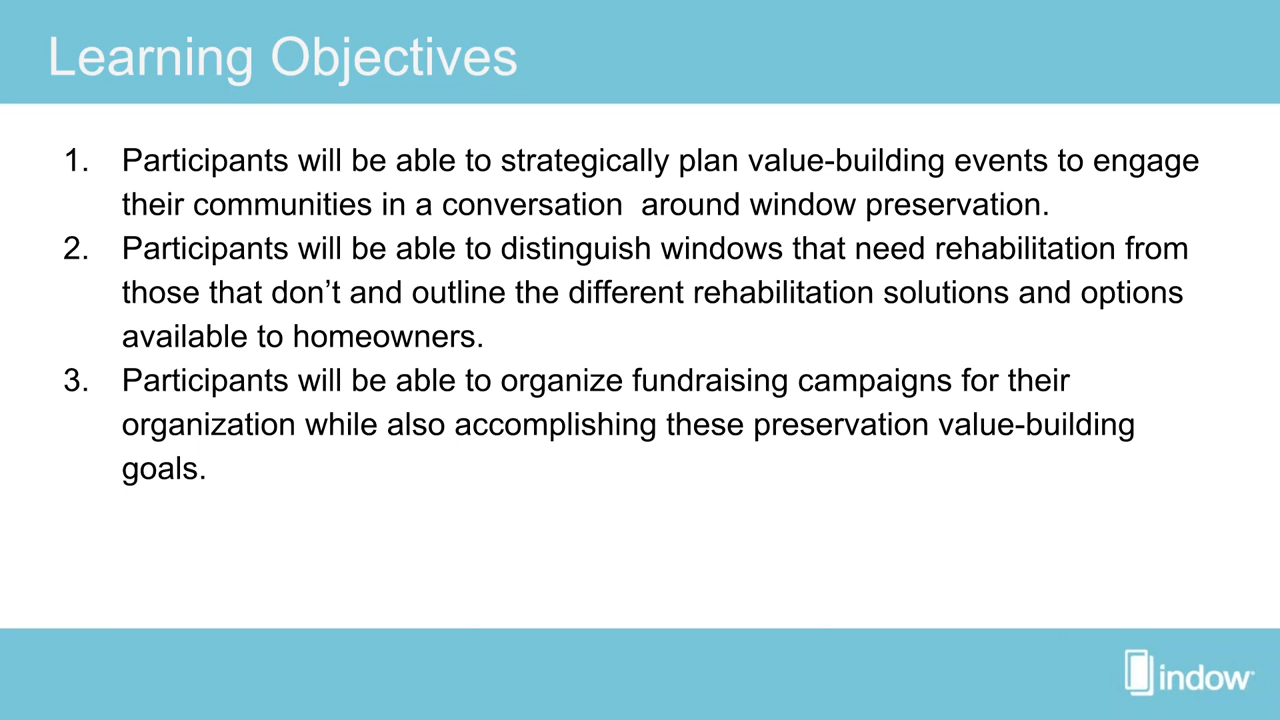 Learning Objectives
1. Participants will be able to strategically plan value-building events to engage
their communities in a conversation  around window preservation.
2. Participants will be able to distinguish windows that need rehabilitation from
those that don’t and outline the different rehabilitation solutions and options
available to homeowners.
3. Participants will be able to organize fundraising campaigns for their
organization while also accomplishing these preservation value-building
goals.
indow